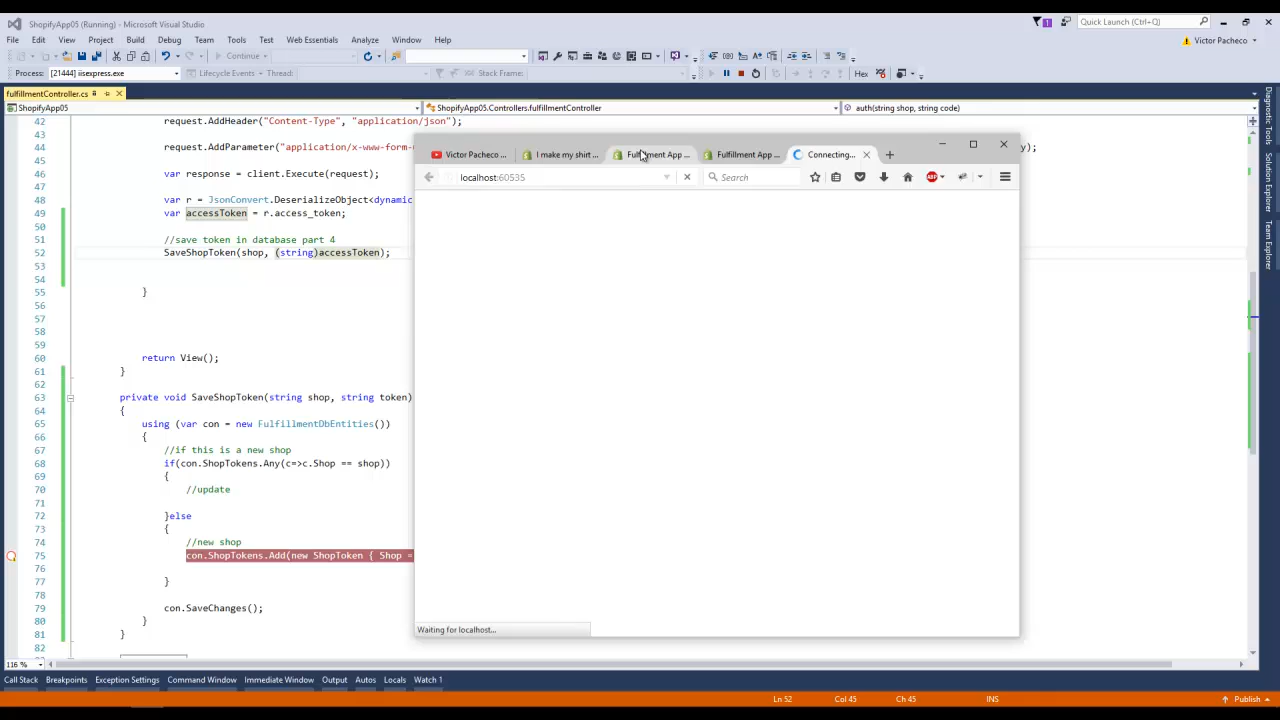 ShopifyApp05 (Running) - Microsoft Visual Studio
1
Quick Launch (Ctrl+Q)
File Edit View Project Build Debug Team Tools Test Web Essentials Analyze Window Help
Victor Pacheco
Continue
Process: [21444] iisexpress.exe
Lifecycle Events
Thread:
Stack Frame:
Hex
fulfillmentController.cs
ShopifyApp05
ShopifyApp05.Controllers.fulfillmentController
auth(string shop, string code)
42 request.AddHeader("Content-Type", "application/json");
43
44 request.AddParameter("application/x-www-form-u
y);
45
46 var response = client.Execute(request);
47
48 var r = JsonConvert.DeserializeObject<dynamic
49 var accessToken = r.access_token;
50
51 //save token in database part 4
52 SaveShopToken(shop, (string)accessToken);
53
54
55 }
56
57
58
59
60 return View();
61 }
62
63 private void SaveShopToken(string shop, string token)
64 {
65 using (var con = new FulfillmentDbEntities())
66 {
67 //if this is a new shop
68 if(con.ShopTokens.Any(c=>c.Shop == shop))
69 {
70 //update
71
72 }else
73 {
74 //new shop
75 con.ShopTokens.Add(new ShopToken { Shop =
76
77 }
78
79 con.SaveChanges();
80 }
81 }
82
Victor Pacheco ...
I make my shirt ...
Fulfillment App ...
Fulfillment App ...
Connecting...
localhost:60535
Search
ABP
Waiting for localhost...
Diagnostic Tools
Solution Explorer
Team Explorer
116 %
Call Stack Breakpoints Exception Settings Command Window Immediate Window Output Autos Locals Watch 1
Ln 52 Col 45 Ch 45 INS
Publish